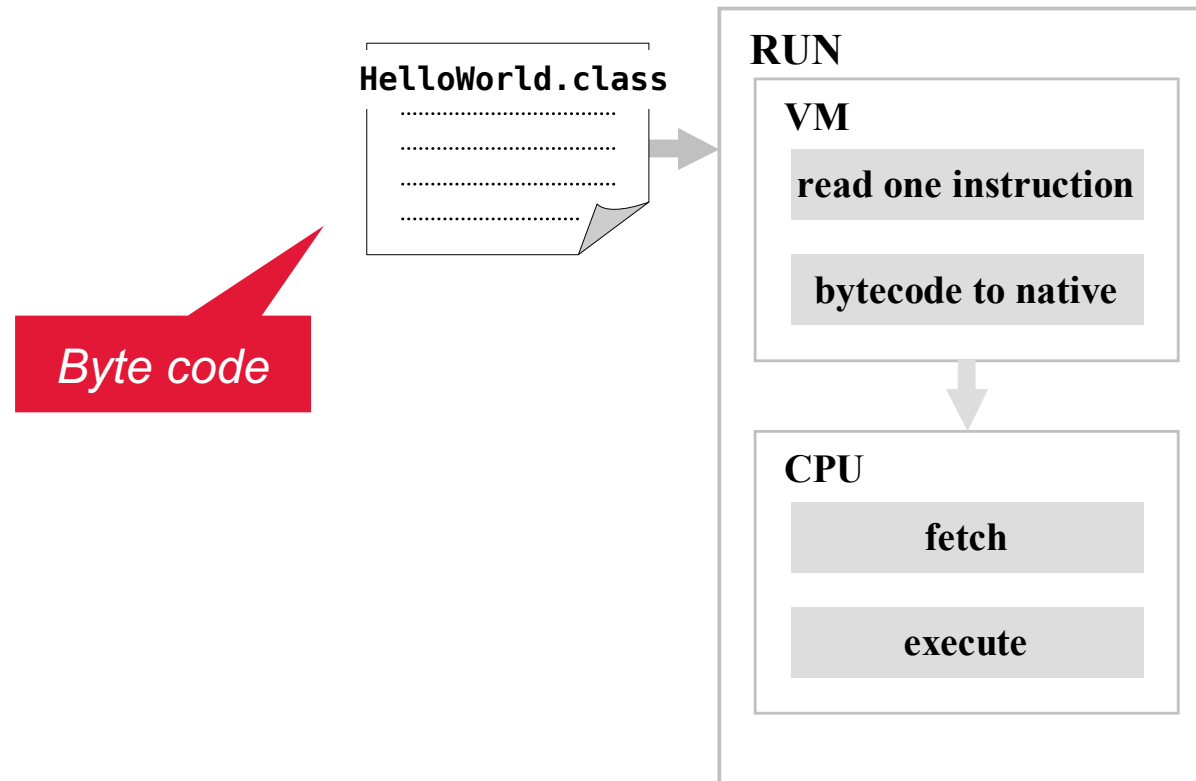 HelloWorld.class
Byte code
RUN
VM
read one instruction
bytecode to native
CPU
fetch
execute